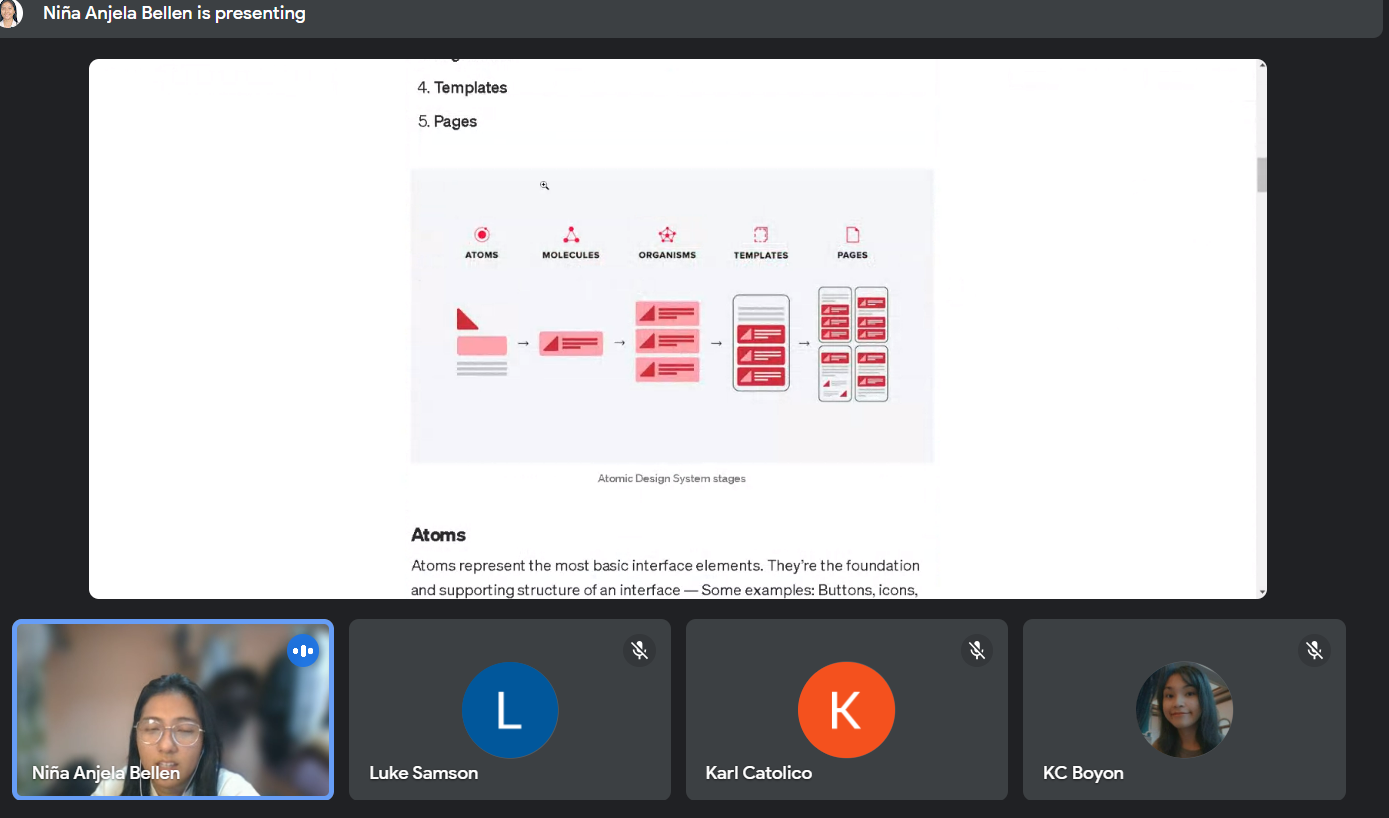 Niña Anjela Bellen is presenting
4. Templates
5. Pages
ATOMS MOLECULES ORGANISMS TEMPLATES PAGES
Atomic Design System stages
Atoms
Atoms represent the most basic interface elements. They’re the foundation
and supporting structure of an interface — Some examples: Buttons, icons,
L K
Niña Anjela Bellen Luke Samson Karl Catolico KC Boyon